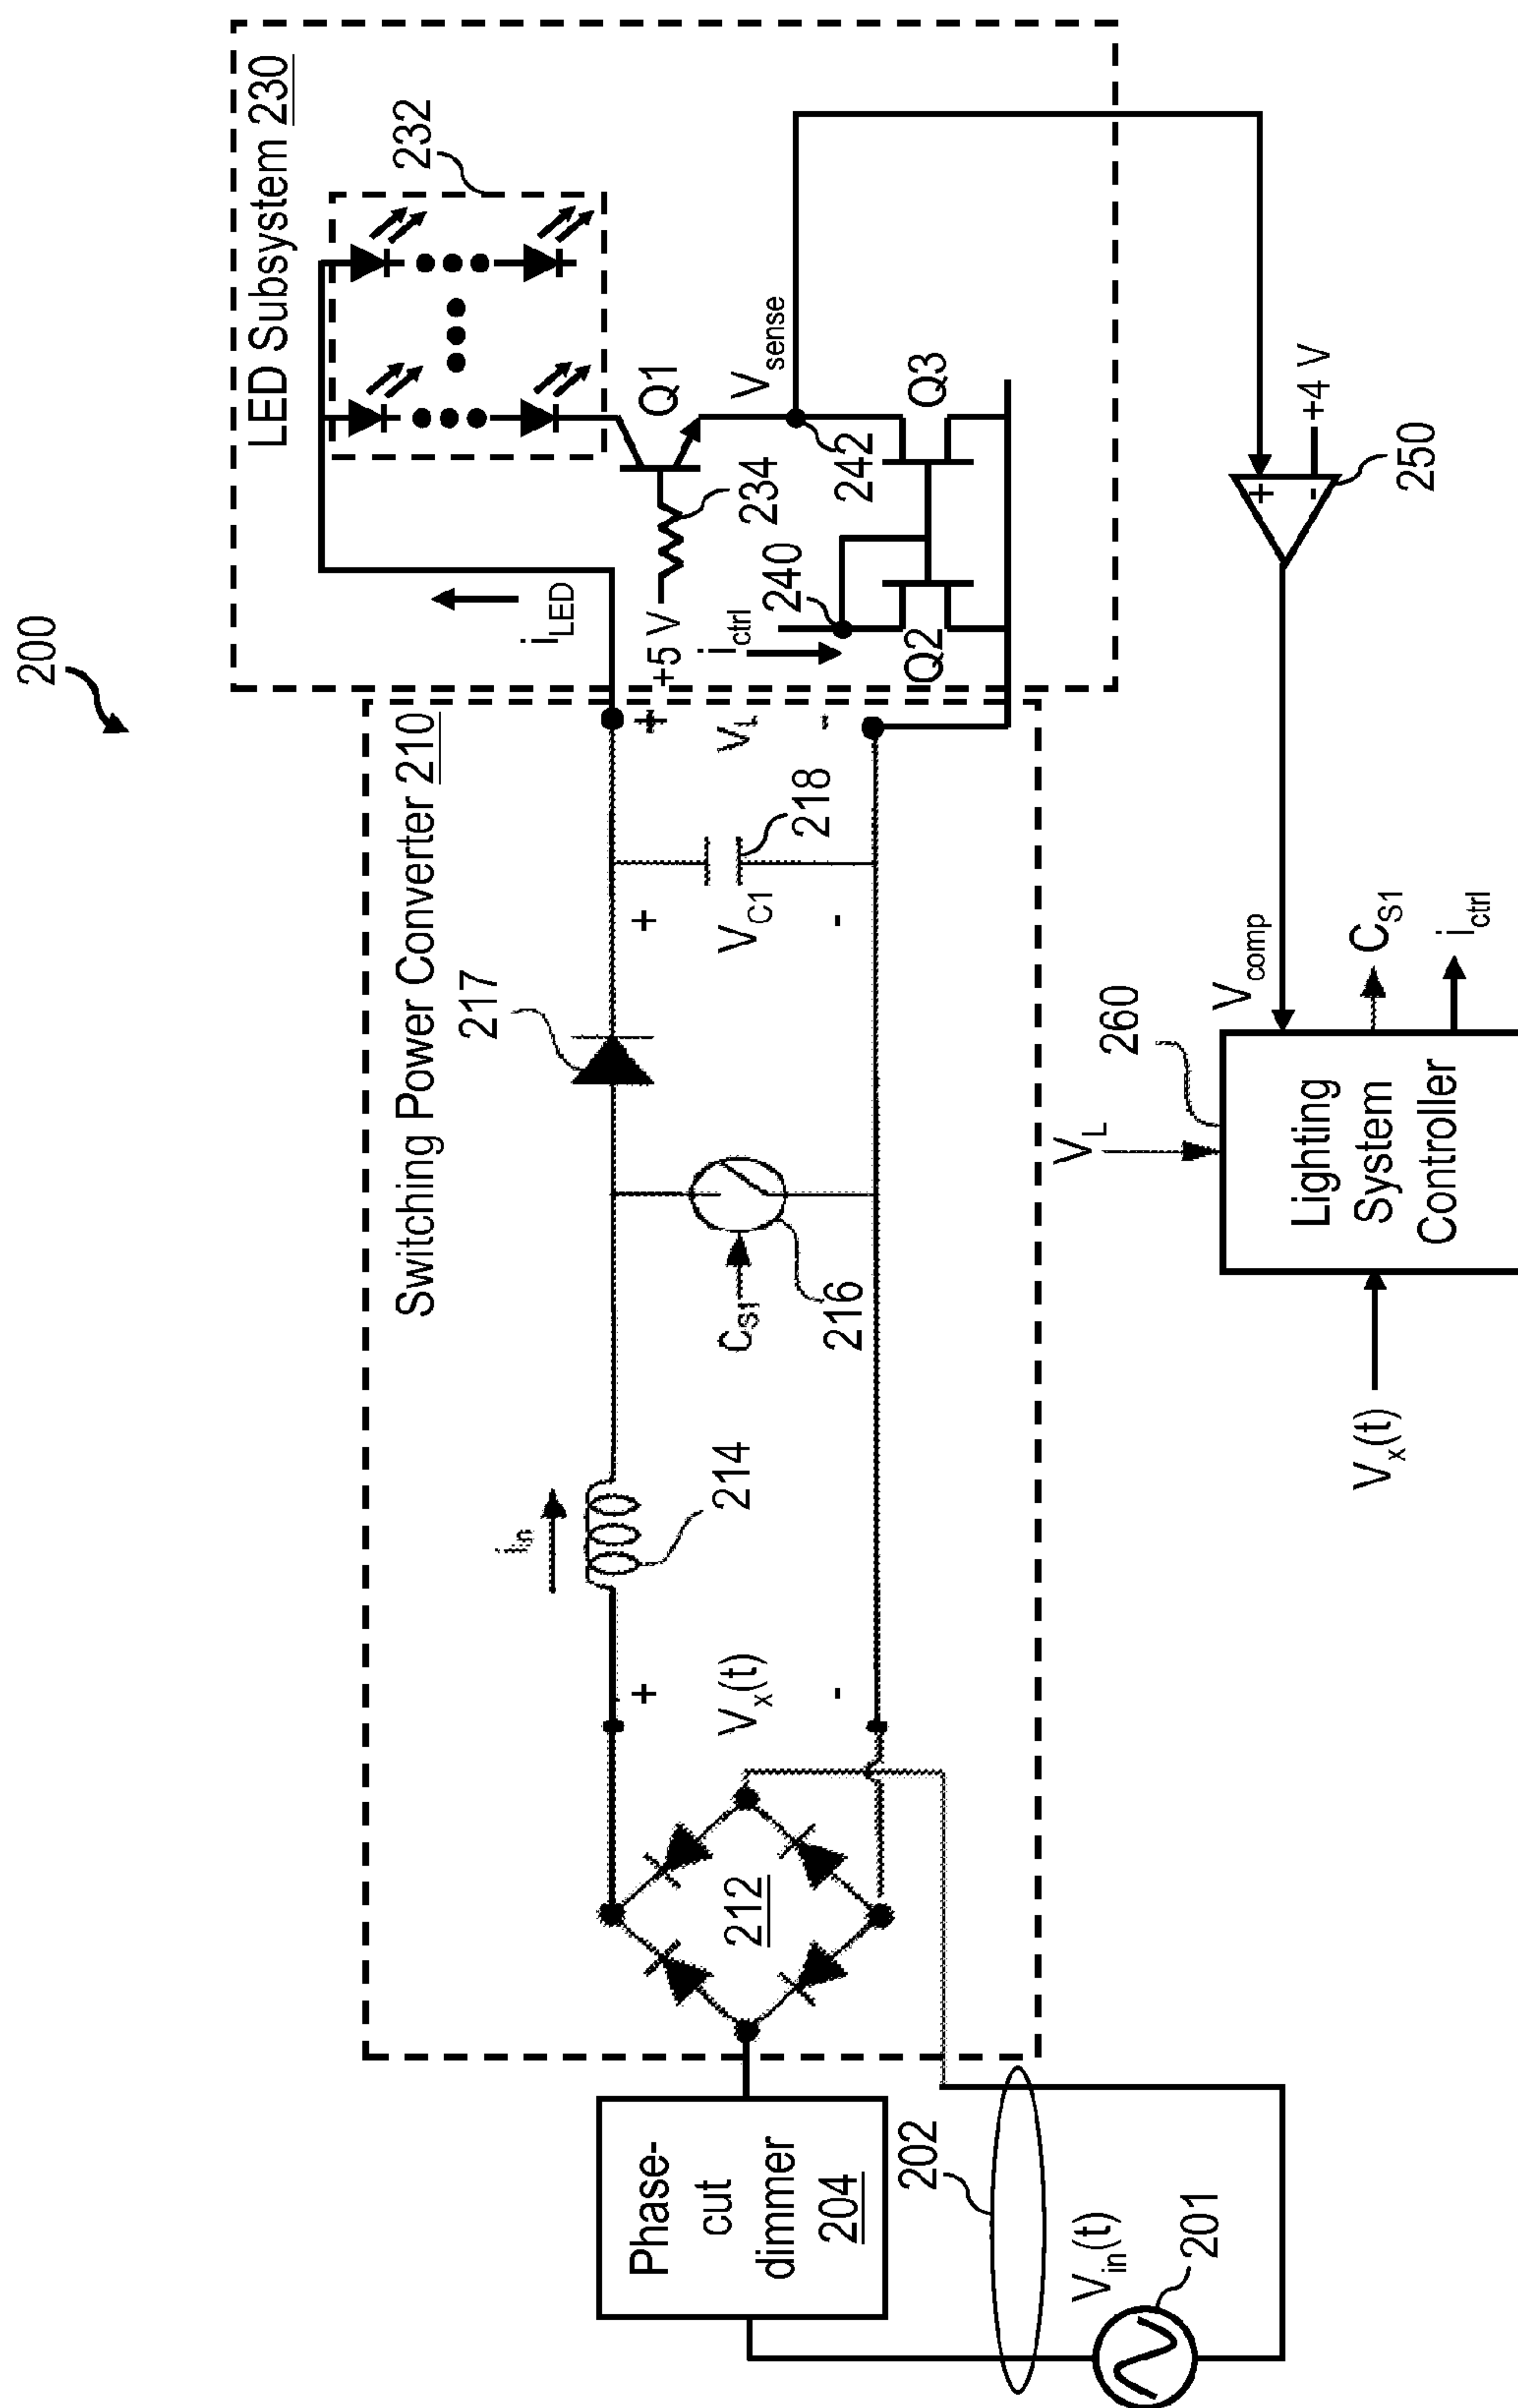 200
LED Subsystem 230
232
Switching Power Converter 210
iLED
Q1
+5 V
234
Vsense
ictrl
240
242
Q2
Q3
217
+
VL
-
218
+
VC1
-
iin
214
CS1
216
+
Vx(t)
-
212
Phase-
cut
dimmer
204
202
Vin(t)
201
VL
260
Vcomp
Lighting
System
Controller
Vx(t)
CS1
ictrl
+
-
+4 V
250